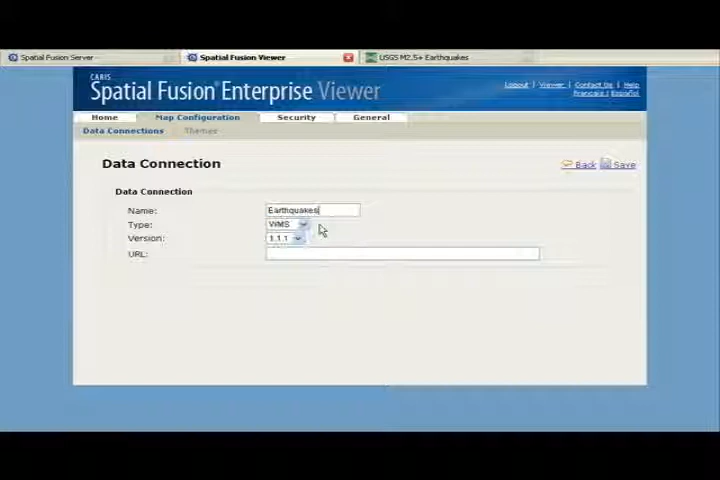 Spatial Fusion Server
Spatial Fusion Viewer
USGS M2.5+ Earthquakes
CARIS
Spatial Fusion Enterprise Viewer
Logout | Viewer | Contact Us | Help
Français | Español
Home
Map Configuration
Security
General
Data Connections
Themes
Data Connection
Back
Save
Data Connection
Name:
Earthquakes
Type:
WMS
Version:
1.1.1
URL: